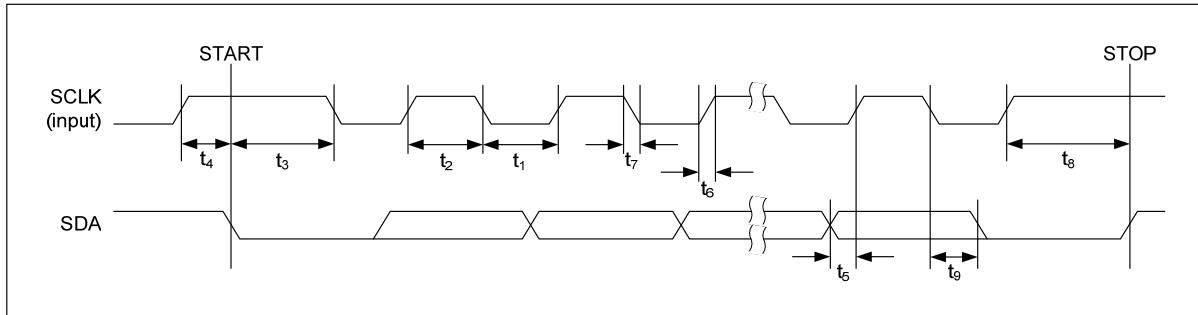 START
STOP
SCLK
(input)
t4
t3
t2
t1
t7
t6
t8
SDA
t5
t9